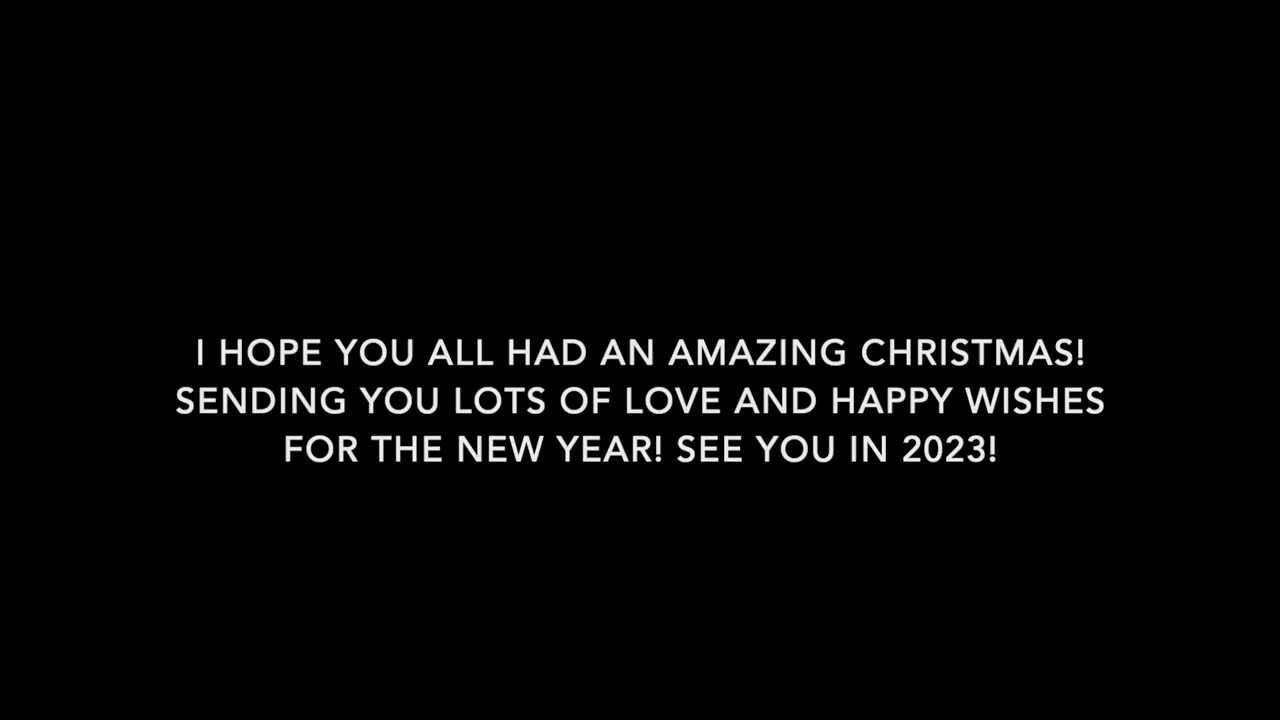 I HOPE YOU ALL HAD AN AMAZING CHRISTMAS!
SENDING YOU LOTS OF LOVE AND HAPPY WISHES
FOR THE NEW YEAR! SEE YOU IN 2023!